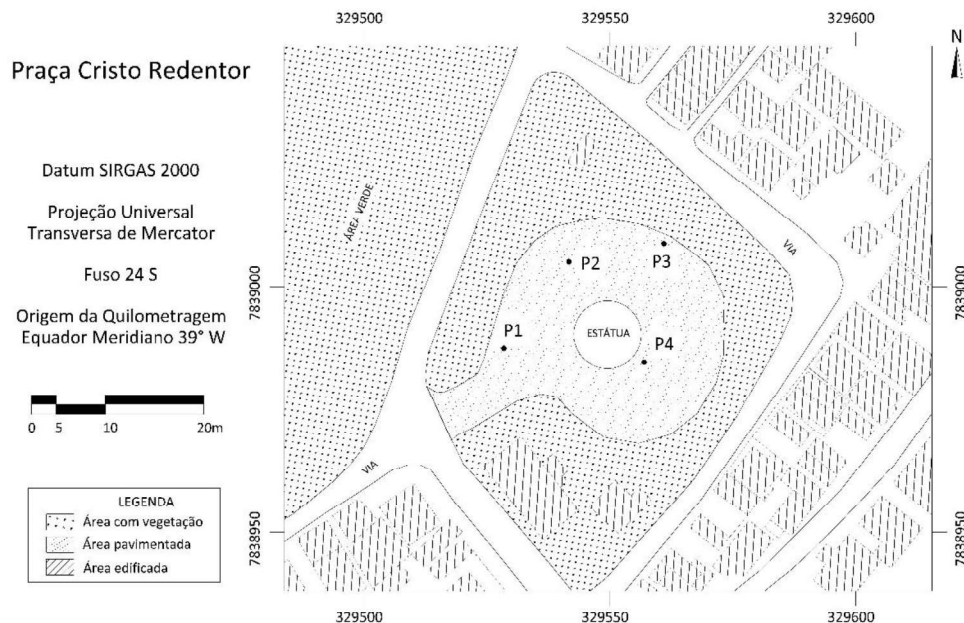 329500 329550 329600
N
Praça Cristo Redentor
Datum SIRGAS 2000
Projeção Universal
Transversa de Mercator
Fuso 24 S
Origem da Quilometragem
Equador Meridiano 39° W
0 5 10 20m
LEGENDA
Área com vegetação
Área pavimentada
Área edificada
ÁREA VERDE
VIA
P2
P3
P1
ESTÁTUA
P4
VIA
7839000
7839000
7838950
7838950
329500 329550 329600